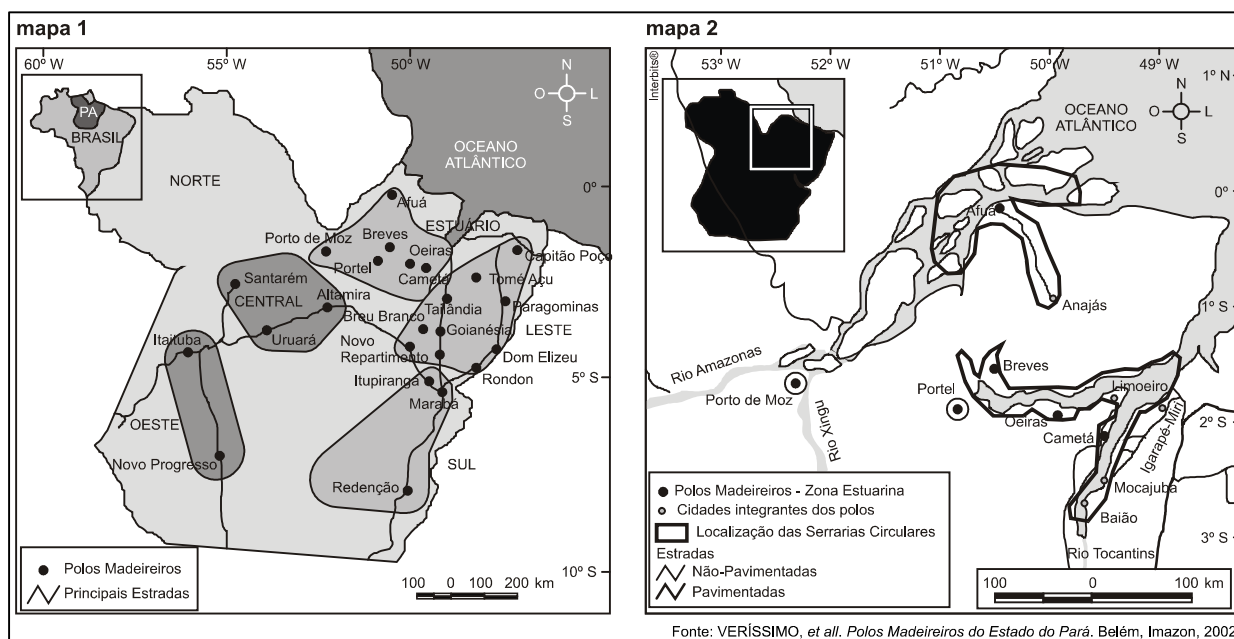 mapa 1
60° W
55° W
50° W
N
O
L
S
PA
BRASIL
OCEANO
ATLÂNTICO
NORTE
0°
Afuá
ESTUÁRIO
Porto de Moz
Breves
Oeiras
Capitão Poço
Portel
Cametá
Tomé Açu
Santarém
CENTRAL
Altamira
Tailândia
Paragominas
Breu Branco
Goianésia
LESTE
Uruará
Itaituba
Novo
Repartimento
Dom Elizeu
Itupiranga
Rondon
5° S
Marabá
OESTE
SUL
Novo Progresso
Redenção
Polos Madeireiros
Principais Estradas
100 0 100 200 km
10° S
mapa 2
53° W
52° W
51° W
50° W
49° W
Interbits®
1° N
N
O
L
S
OCEANO
ATLÂNTICO
0°
Afuá
Anajás
1° S
Rio Amazonas
Porto de Moz
Rio Xingu
Breves
Portel
Limoeiro
Oeiras
2° S
Cametá
Igarapé-Miri
Mocajuba
Baião
3° S
Rio Tocantins
Polos Madeireiros - Zona Estuarina
Cidades integrantes dos polos
Localização das Serrarias Circulares
Estradas
Não-Pavimentadas
Pavimentadas
100 0 100 km
Fonte: VERÍSSIMO, et all. Polos Madeireiros do Estado do Pará. Belém, Imazon, 2002